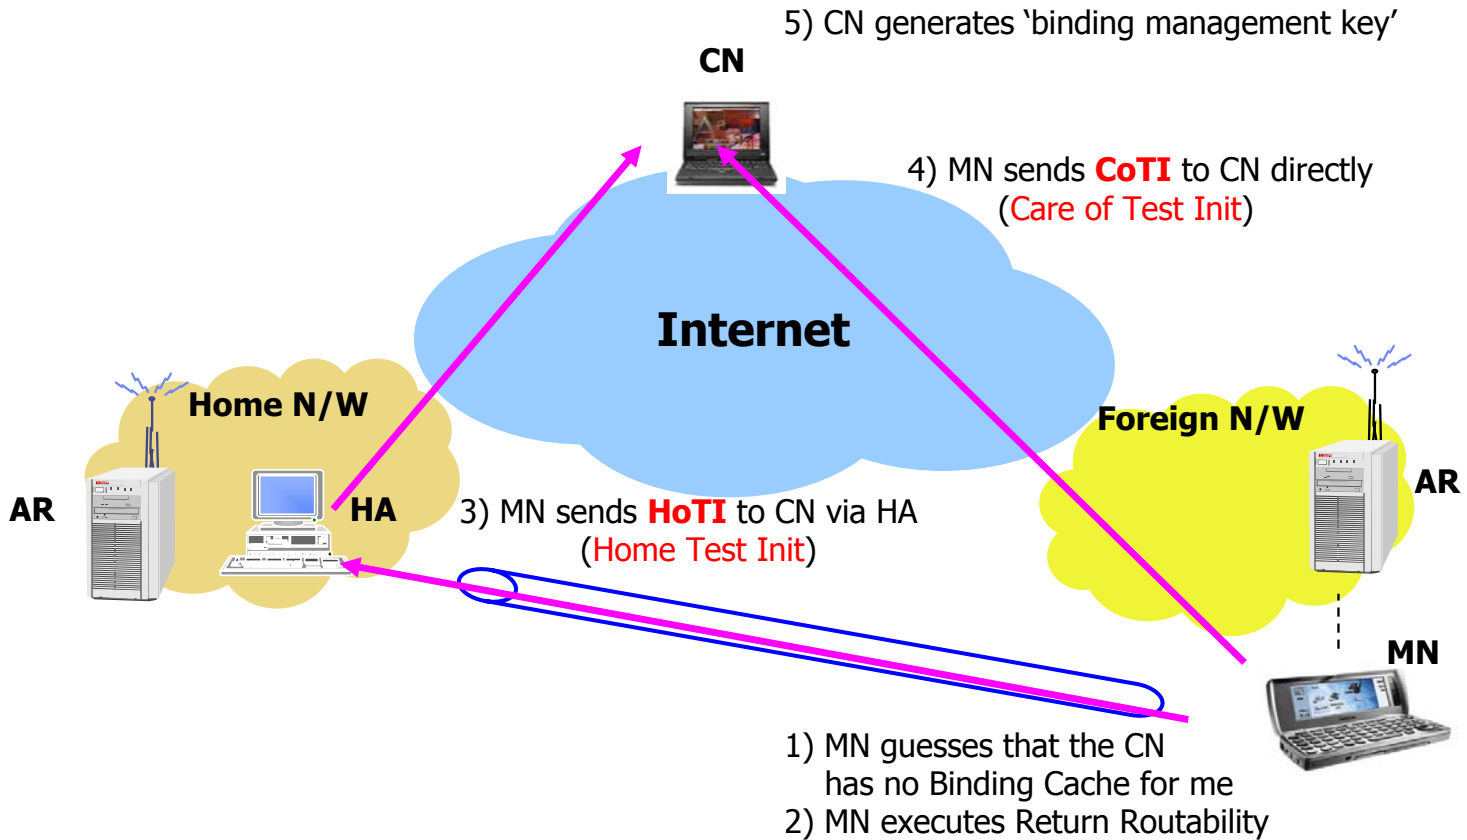 5) CN generates ‘binding management key’
CN
4) MN sends CoTI to CN directly
(Care of Test Init)
Internet
Home N/W
Foreign N/W
AR
HA
AR
3) MN sends HoTI to CN via HA
(Home Test Init)
MN
1) MN guesses that the CN
has no Binding Cache for me
2) MN executes Return Routability